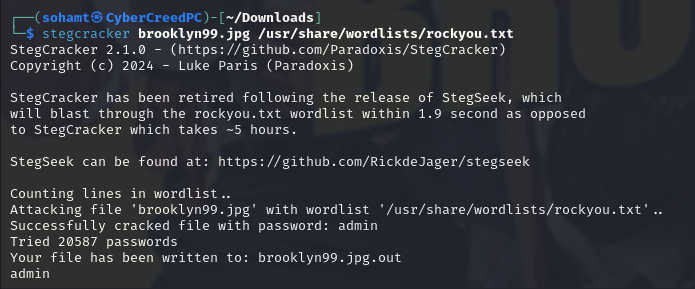 ┌──(sohamt㉿CyberCreedPC)-[~/Downloads]
└─$ stegcracker brooklyn99.jpg /usr/share/wordlists/rockyou.txt
StegCracker 2.1.0 - (https://github.com/Paradoxis/StegCracker)
Copyright (c) 2024 - Luke Paris (Paradoxis)
StegCracker has been retired following the release of StegSeek, which
will blast through the rockyou.txt wordlist within 1.9 second as opposed
to StegCracker which takes ~5 hours.
StegSeek can be found at: https://github.com/RickdeJager/stegseek
Counting lines in wordlist..
Attacking file 'brooklyn99.jpg' with wordlist '/usr/share/wordlists/rockyou.txt'..
Successfully cracked file with password: admin
Tried 20587 passwords
Your file has been written to: brooklyn99.jpg.out
admin